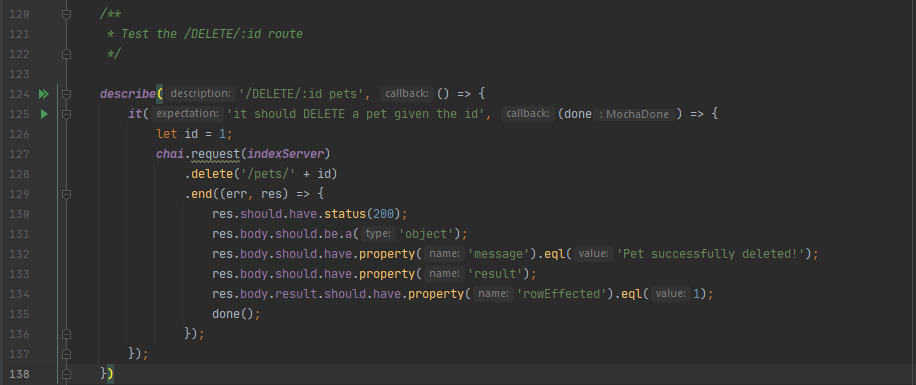 120 /**
121  * Test the /DELETE/:id route
122  */
123
124 describe( description: '/DELETE/:id pets', callback: () => {
125     it( expectation: 'it should DELETE a pet given the id', callback: (done : MochaDone ) => {
126         let id = 1;
127         chai.request(indexServer)
128             .delete('/pets/' + id)
129             .end((err, res) => {
130                 res.should.have.status(200);
131                 res.body.should.be.a( type: 'object');
132                 res.body.should.have.property( name: 'message').eql( value: 'Pet successfully deleted!');
133                 res.body.should.have.property( name: 'result');
134                 res.body.result.should.have.property( name: 'rowEffected').eql( value: 1);
135                 done();
136             });
137     });
138 })